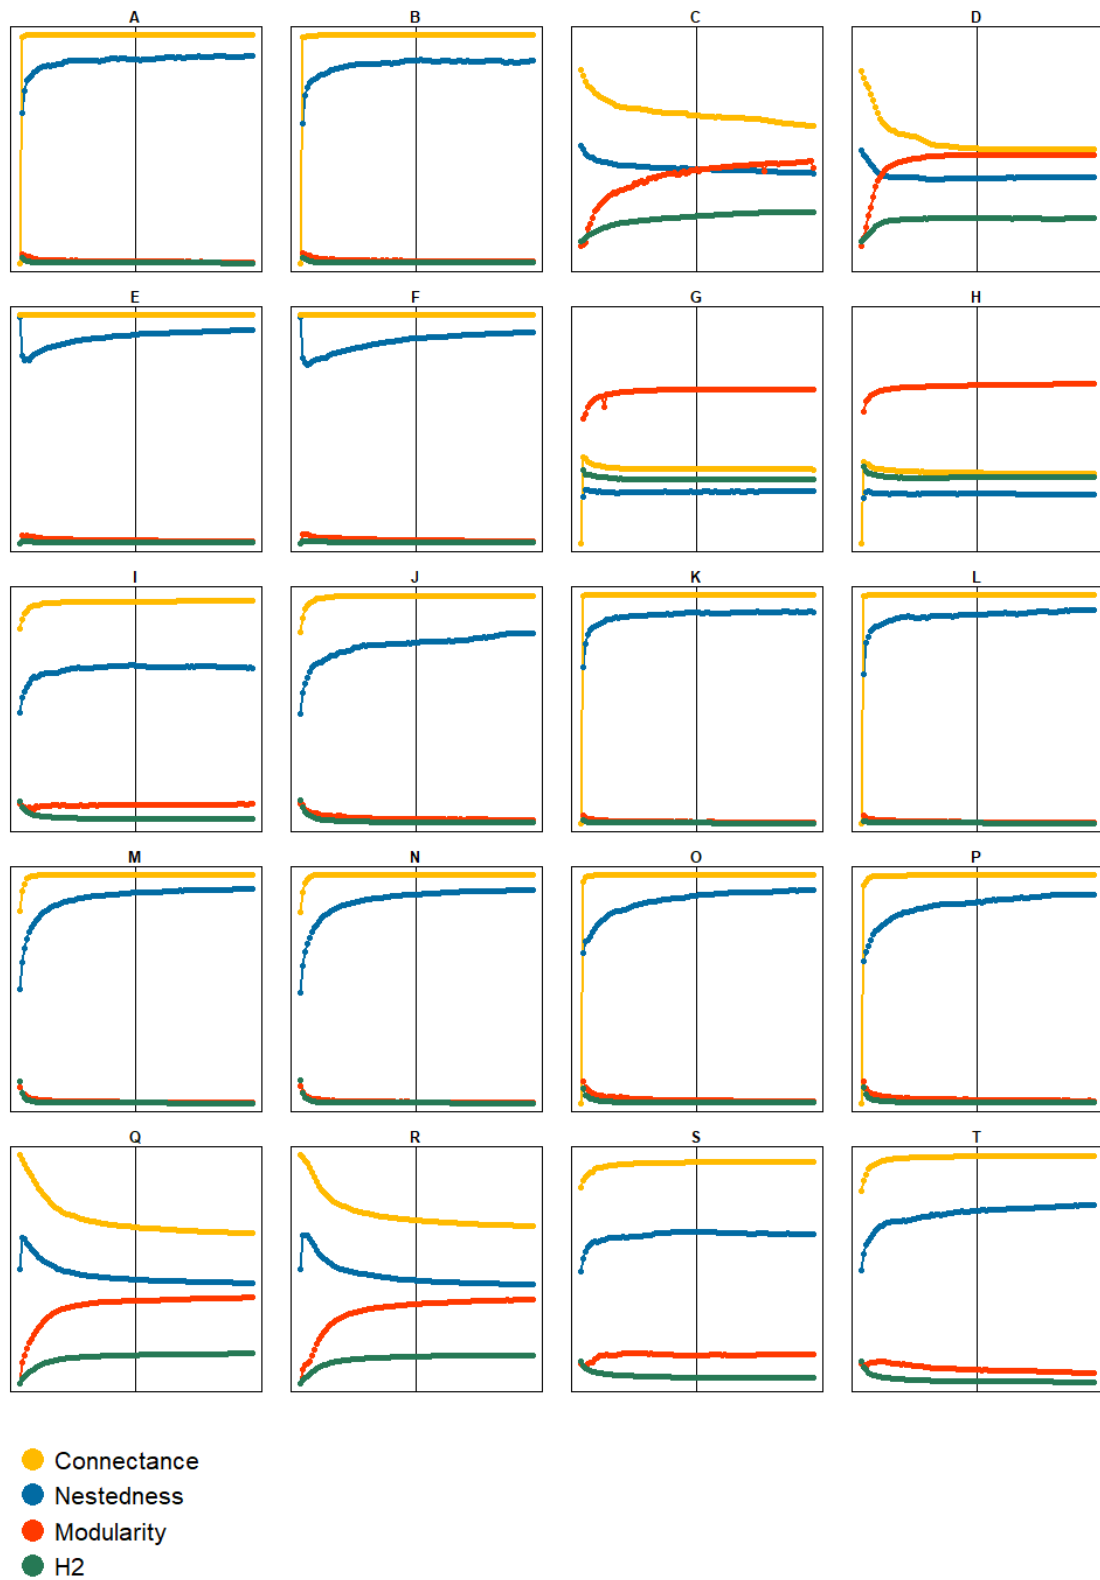 A B C D
E F G H
I J K L
M N O P
Q R S T
Connectance
Nestedness
Modularity
H2